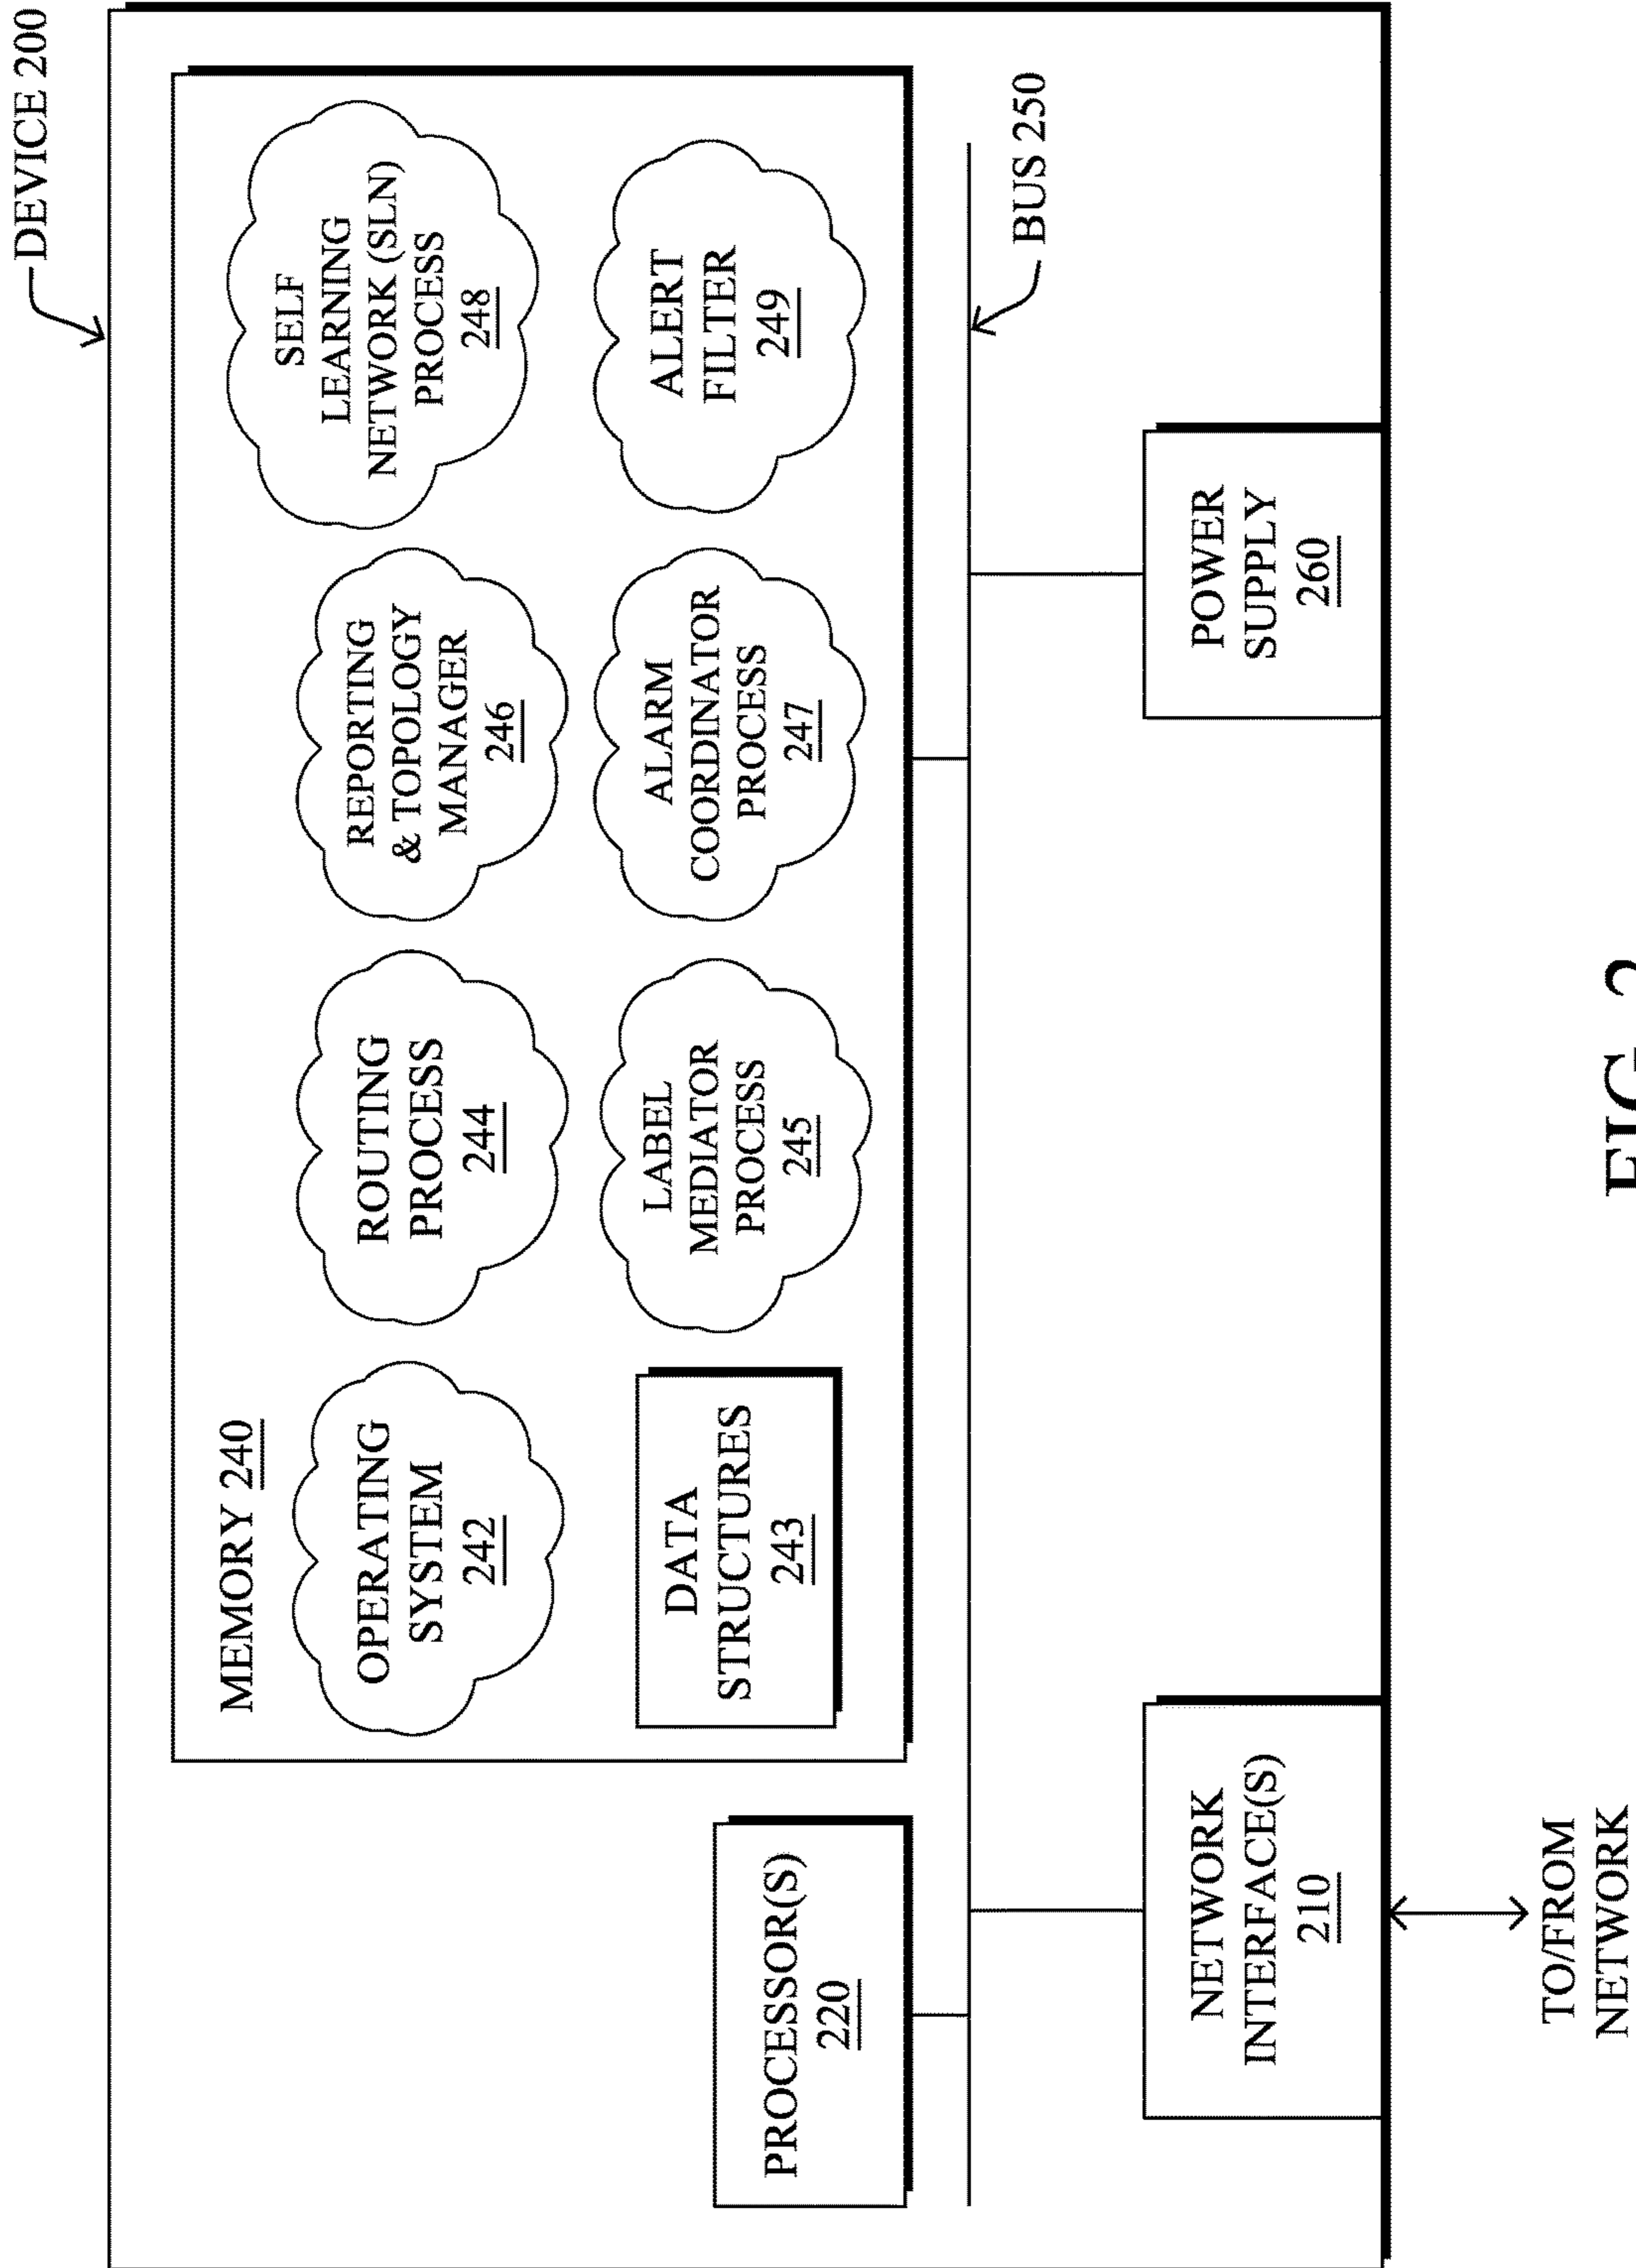 DEVICE 200
MEMORY 240
OPERATING
SYSTEM
242
ROUTING
PROCESS
244
REPORTING
& TOPOLOGY
MANAGER
246
SELF
LEARNING
NETWORK (SLN)
PROCESS
248
DATA
STRUCTURES
243
LABEL
MEDIATOR
PROCESS
245
ALARM
COORDINATOR
PROCESS
247
ALERT
FILTER
249
PROCESSOR(S)
220
BUS 250
NETWORK
INTERFACE(S)
210
POWER
SUPPLY
260
TO/FROM
NETWORK
FIG. 2